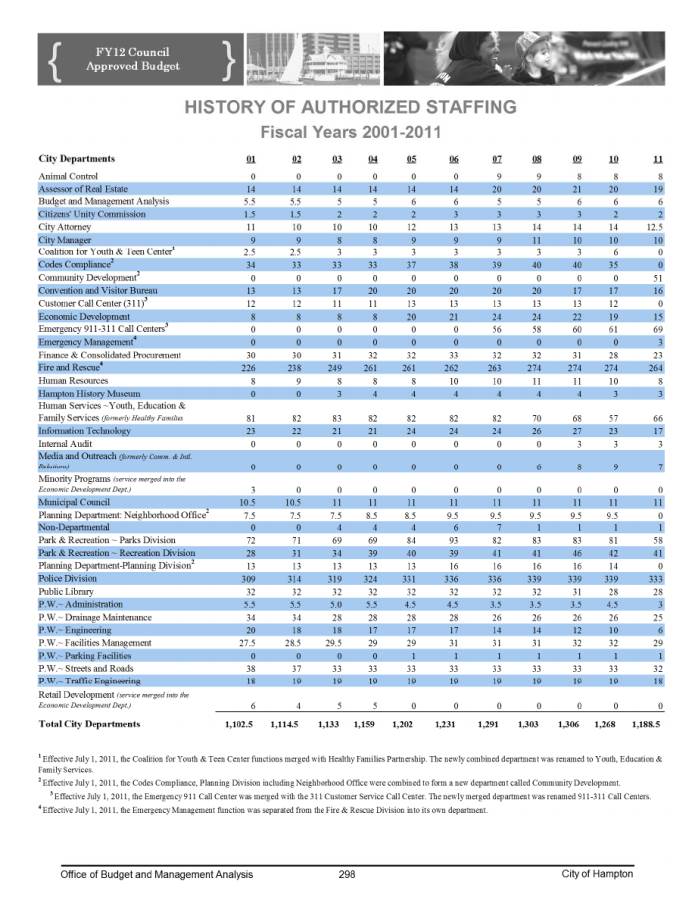 FY12 Council
Approved Budget
HISTORY OF AUTHORIZED STAFFING
Fiscal Years 2001-2011
City Departments 01 02 03 04 05 06 07 08 09 10 11
Animal Control 0 0 0 0 0 0 9 9 8 8 8
Assessor of Real Estate 14 14 14 14 14 14 20 20 21 20 19
Budget and Management Analysis 5.5 5.5 5 5 6 6 5 5 6 6 6
Citizens' Unity Commission 1.5 1.5 2 2 2 3 3 3 3 2 2
City Attorney 11 10 10 10 12 13 13 14 14 14 12.5
City Manager 9 9 8 8 9 9 9 11 10 10 10
Coalition for Youth & Teen Center¹ 2.5 2.5 3 3 3 3 3 3 3 6 0
Codes Compliance² 34 33 33 33 37 38 39 40 40 35 0
Community Development² 0 0 0 0 0 0 0 0 0 0 51
Convention and Visitor Bureau 13 13 17 20 20 20 20 20 17 17 16
Customer Call Center (311)³ 12 12 11 11 13 13 13 13 13 12 0
Economic Development 8 8 8 8 20 21 24 24 22 19 15
Emergency 911-311 Call Centers³ 0 0 0 0 0 0 56 58 60 61 69
Emergency Management⁴ 0 0 0 0 0 0 0 0 0 0 3
Finance & Consolidated Procurement 30 30 31 32 32 33 32 32 31 28 23
Fire and Rescue⁴ 226 238 249 261 261 262 263 274 274 274 264
Human Resources 8 9 8 8 8 10 10 11 11 10 8
Hampton History Museum 0 0 3 4 4 4 4 4 4 3 3
Human Services ~Youth, Education &
Family Services (formerly Healthy Families 81 82 83 82 82 82 82 70 68 57 66
Information Technology 23 22 21 21 24 24 24 26 27 23 17
Internal Audit 0 0 0 0 0 0 0 0 3 3 3
Media and Outreach (formerly Comm. & Intl.
Relations) 0 0 0 0 0 0 0 6 8 9 7
Minority Programs (service merged into the
Economic Development Dept.) 3 0 0 0 0 0 0 0 0 0 0
Municipal Council 10.5 10.5 11 11 11 11 11 11 11 11 11
Planning Department: Neighborhood Office² 7.5 7.5 7.5 8.5 8.5 9.5 9.5 9.5 9.5 9.5 0
Non-Departmental 0 0 4 4 4 6 7 1 1 1 1
Park & Recreation ~ Parks Division 72 71 69 69 84 93 82 83 83 81 58
Park & Recreation ~ Recreation Division 28 31 34 39 40 39 41 41 46 42 41
Planning Department-Planning Division² 13 13 13 13 13 16 16 16 16 14 0
Police Division 309 314 319 324 331 336 336 339 339 339 333
Public Library 32 32 32 32 32 32 32 32 31 28 28
P.W.~ Administration 5.5 5.5 5.0 5.5 4.5 4.5 3.5 3.5 3.5 4.5 3
P.W.~ Drainage Maintenance 34 34 28 28 28 28 26 26 26 26 25
P.W.~ Engineering 20 18 18 17 17 17 14 14 12 10 6
P.W.~ Facilities Management 27.5 28.5 29.5 29 29 31 31 31 32 32 29
P.W.~ Parking Facilities 0 0 0 0 1 1 1 1 1 1 1
P.W.~ Streets and Roads 38 37 33 33 33 33 33 33 33 33 32
P.W.~ Traffic Engineering 18 19 19 19 19 19 19 19 19 19 18
Retail Development (service merged into the
Economic Development Dept.) 6 4 5 5 0 0 0 0 0 0 0
Total City Departments 1,102.5 1,114.5 1,133 1,159 1,202 1,231 1,291 1,303 1,306 1,268 1,188.5
¹ Effective July 1, 2011, the Coalition for Youth & Teen Center functions merged with Healthy Families Partnership. The newly combined department was renamed to Youth, Education &
Family Services.
² Effective July 1, 2011, the Codes Compliance, Planning Division including Neighborhood Office were combined to form a new department called Community Development.
³ Effective July 1, 2011, the Emergency 911 Call Center was merged with the 311 Customer Service Call Center. The newly merged department was renamed 911-311 Call Centers.
⁴ Effective July 1, 2011, the Emergency Management function was separated from the Fire & Rescue Division into its own department.
Office of Budget and Management Analysis 298 City of Hampton